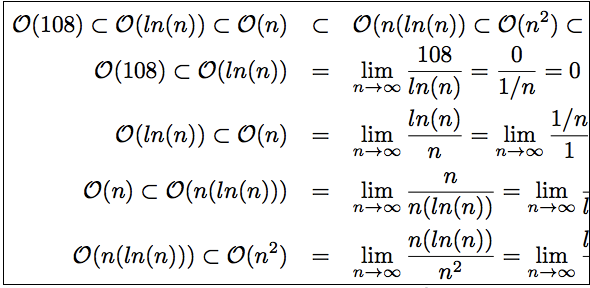 𝒪(108) ⊂ 𝒪(ln(n)) ⊂ 𝒪(n) ⊂ 𝒪(n(ln(n)) ⊂ 𝒪(n²) ⊂
𝒪(108) ⊂ 𝒪(ln(n)) = lim_{n→∞} 108/ln(n) = 0/(1/n) = 0
𝒪(ln(n)) ⊂ 𝒪(n) = lim_{n→∞} ln(n)/n = lim_{n→∞} (1/n)/1
𝒪(n) ⊂ 𝒪(n(ln(n))) = lim_{n→∞} n/(n(ln(n))) = lim_{n→∞}
𝒪(n(ln(n))) ⊂ 𝒪(n²) = lim_{n→∞} n(ln(n))/n² = lim_{n→∞}